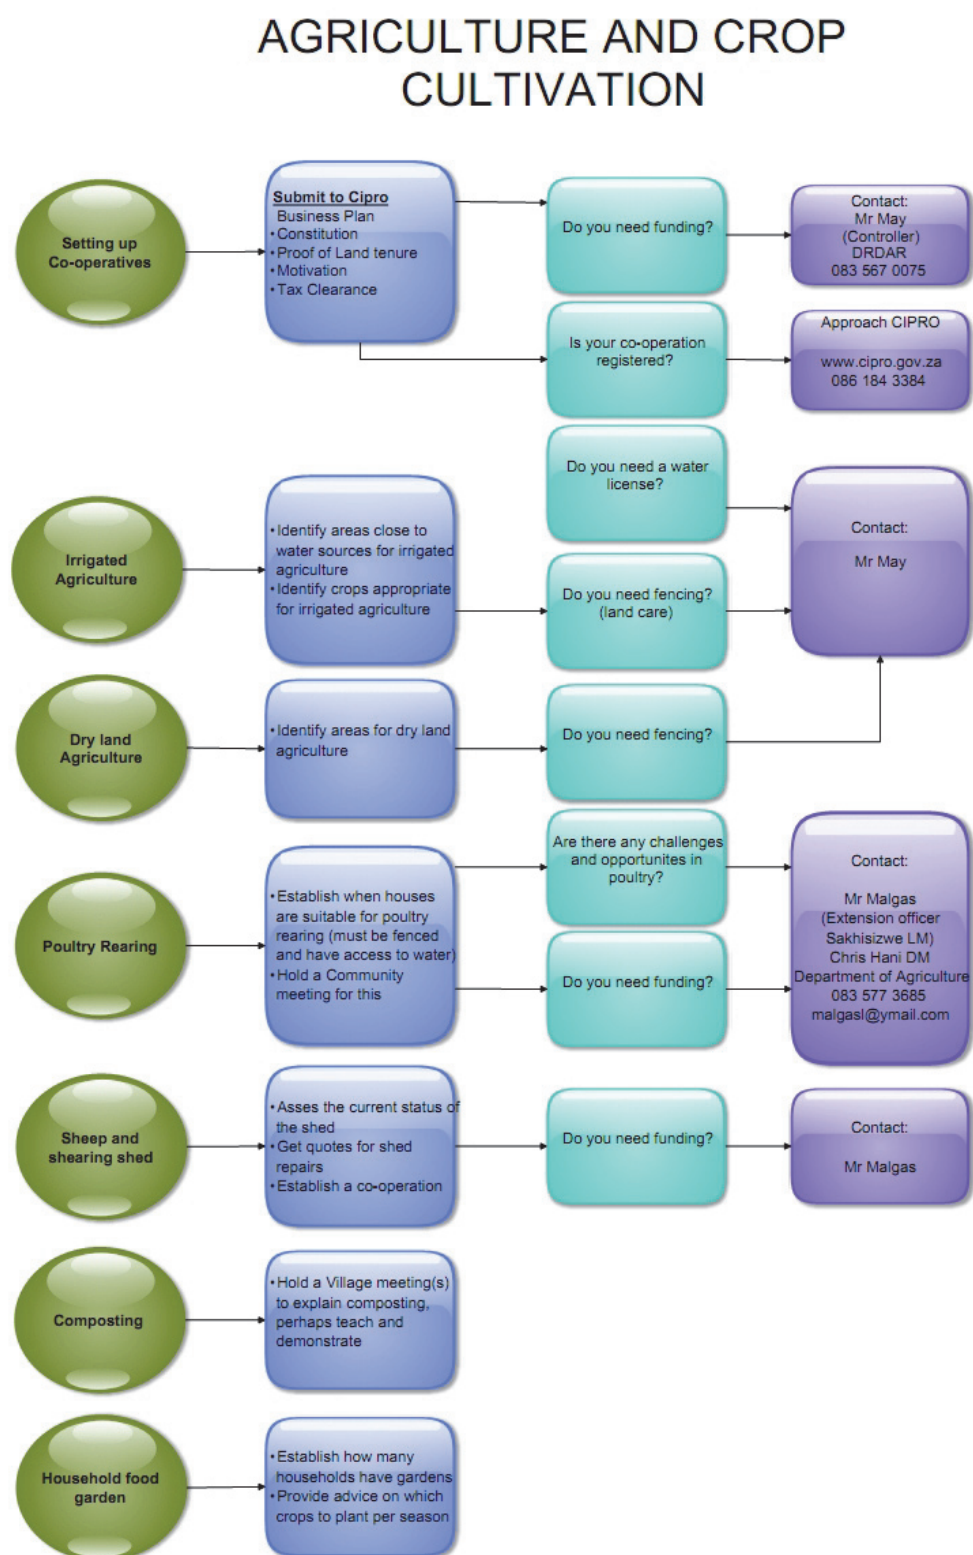 AGRICULTURE AND CROP
CULTIVATION
Setting up
Co-operatives
Submit to Cipro
Business Plan
•Constitution
•Proof of Land tenure
•Motivation
•Tax Clearance
Do you need funding?
Contact:
Mr May
(Controller)
DRDAR
083 567 0075
Is your co-operation
registered?
Approach CIPRO
www.cipro.gov.za
086 184 3384
Irrigated
Agriculture
•Identify areas close to
water sources for irrigated
agriculture
•Identify crops appropriate
for irrigated agriculture
Do you need a water
license?
Do you need fencing?
(land care)
Contact:
Mr May
Dry land
Agriculture
•Identify areas for dry land
agriculture
Do you need fencing?
Poultry Rearing
•Establish when houses
are suitable for poultry
rearing (must be fenced
and have access to water)
•Hold a Community
meeting for this
Are there any challenges
and opportunites in
poultry?
Do you need funding?
Contact:
Mr Malgas
(Extension officer
Sakhisizwe LM)
Chris Hani DM
Department of Agriculture
083 577 3685
malgasl@ymail.com
Sheep and
shearing shed
•Asses the current status of
the shed
•Get quotes for shed
repairs
•Establish a co-operation
Do you need funding?
Contact:
Mr Malgas
Composting
•Hold a Village meeting(s)
to explain composting,
perhaps teach and
demonstrate
Household food
garden
•Establish how many
households have gardens
•Provide advice on which
crops to plant per season